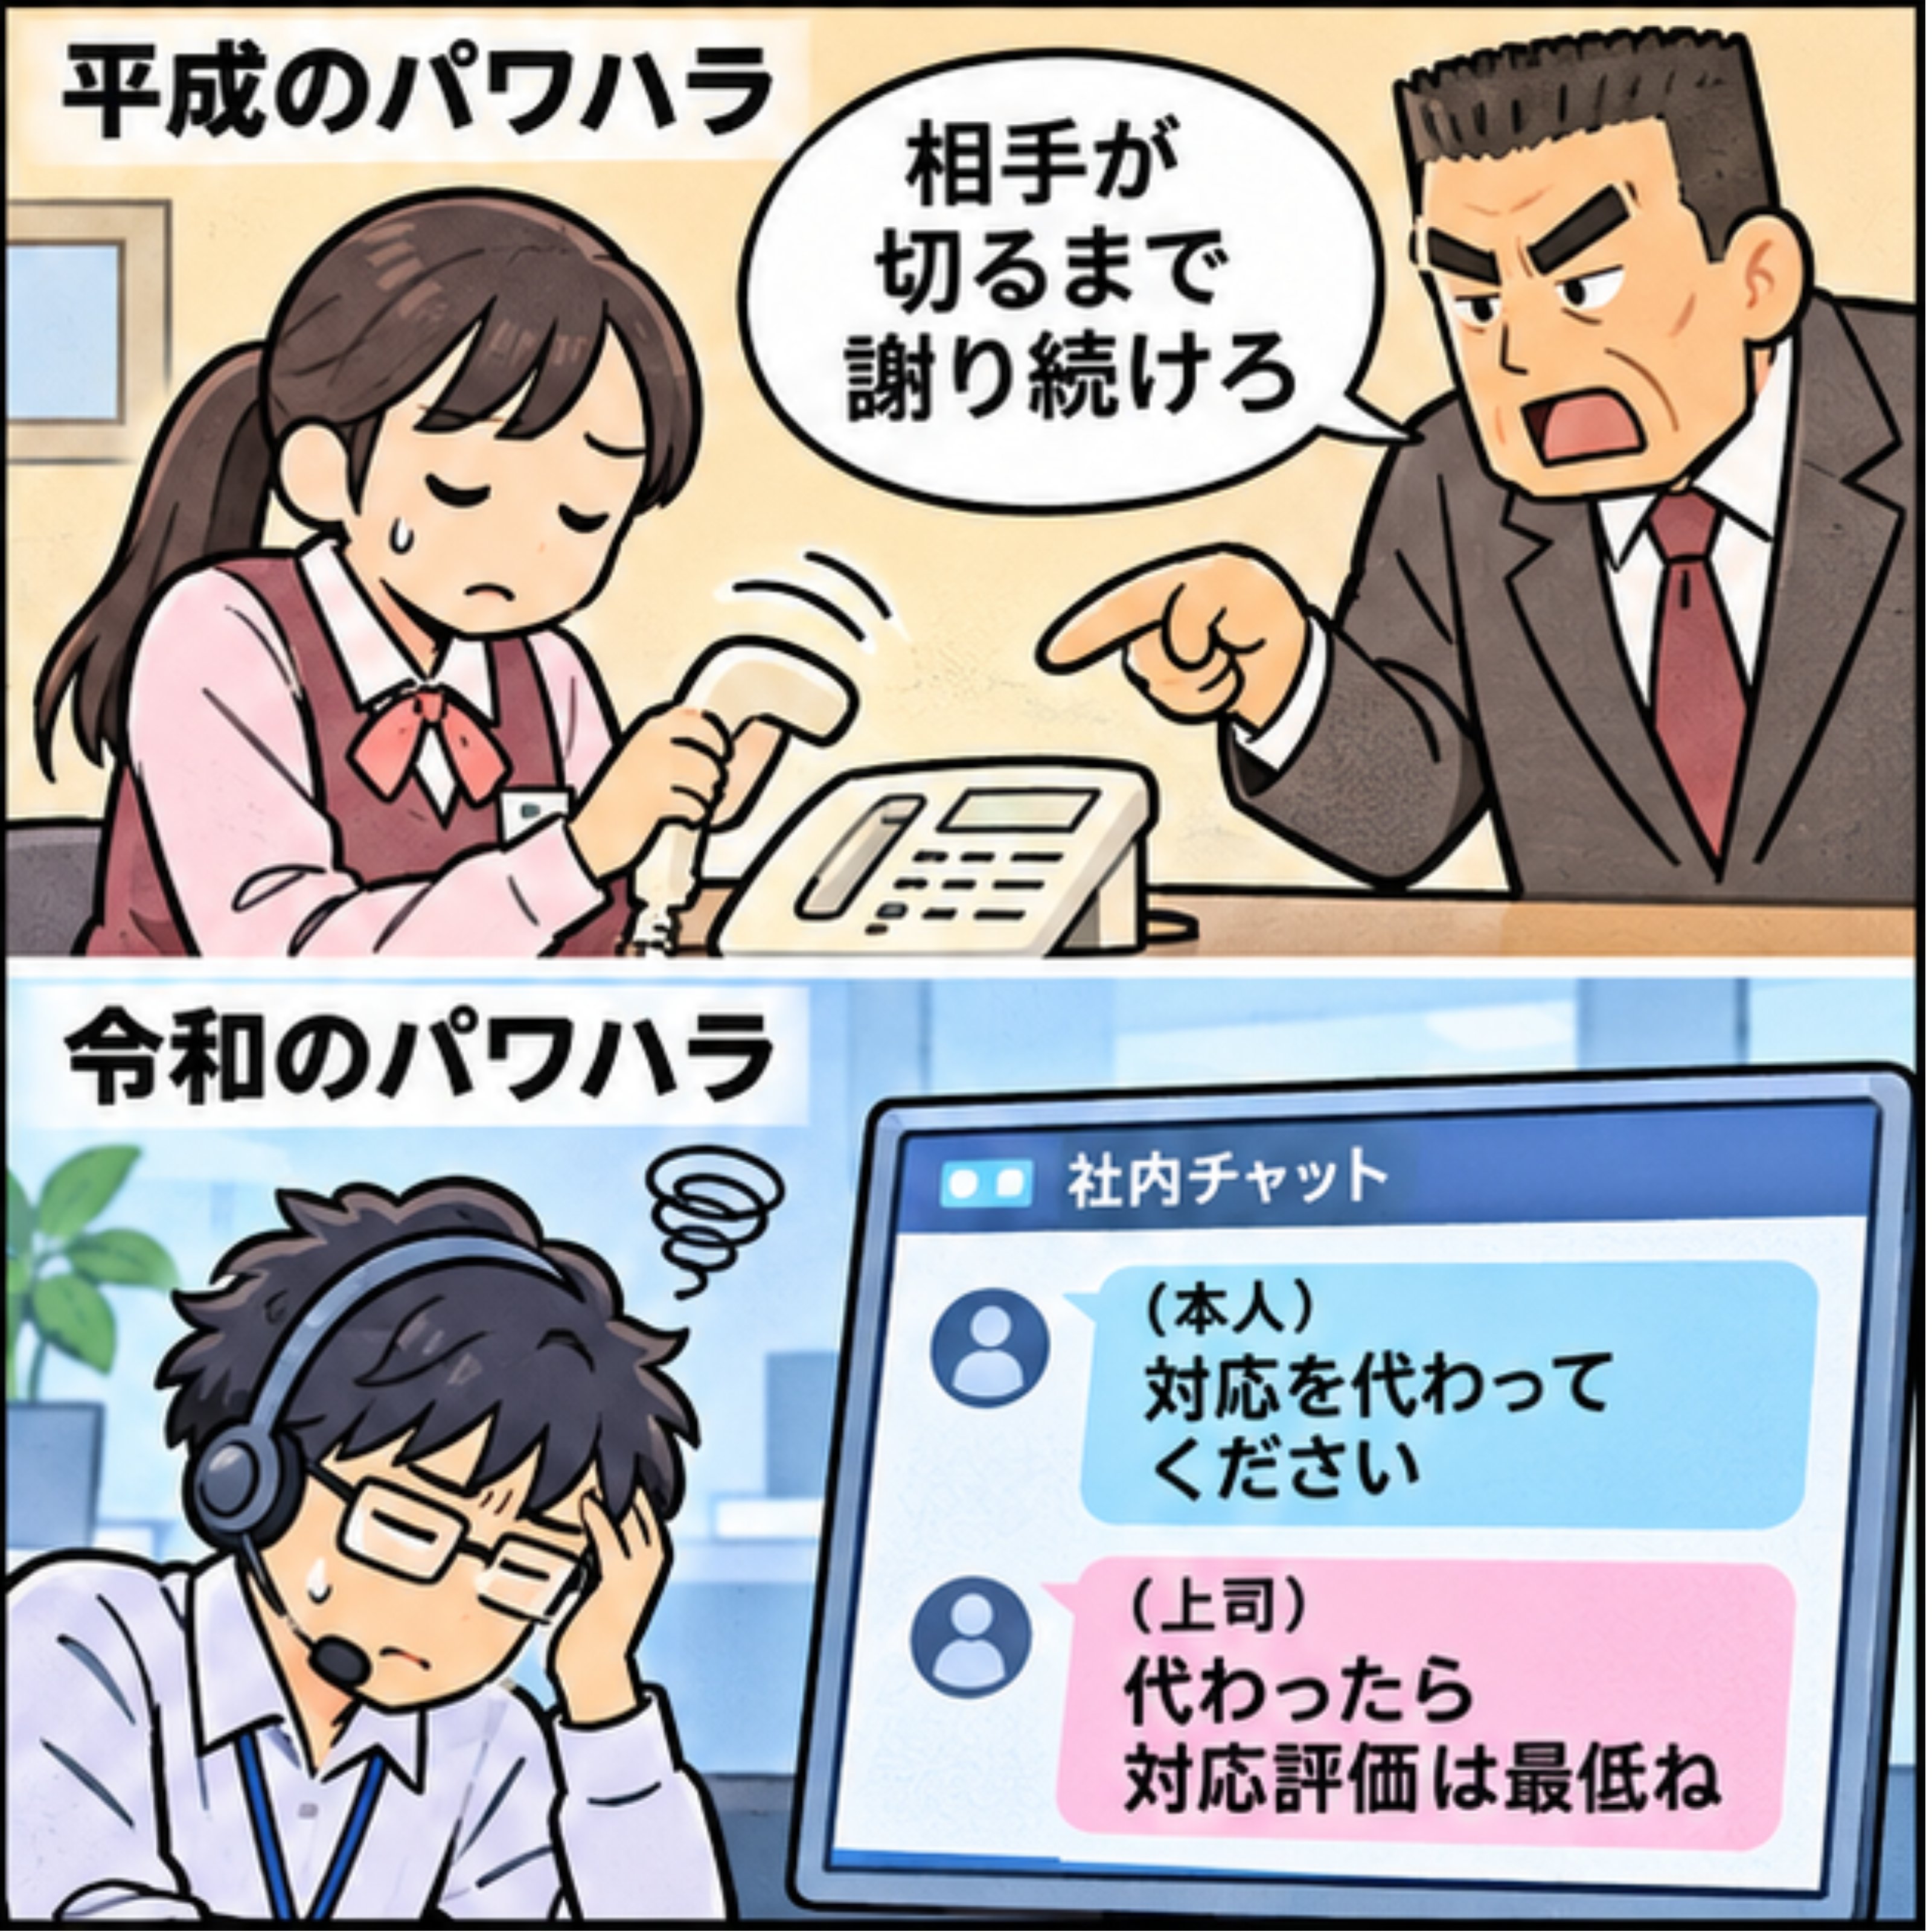 平成のパワハラ
相手が
切るまで
謝り続けろ
令和のパワハラ
社内チャット
（本人）
対応を代わって
ください
（上司）
代わったら
対応評価は最低ね